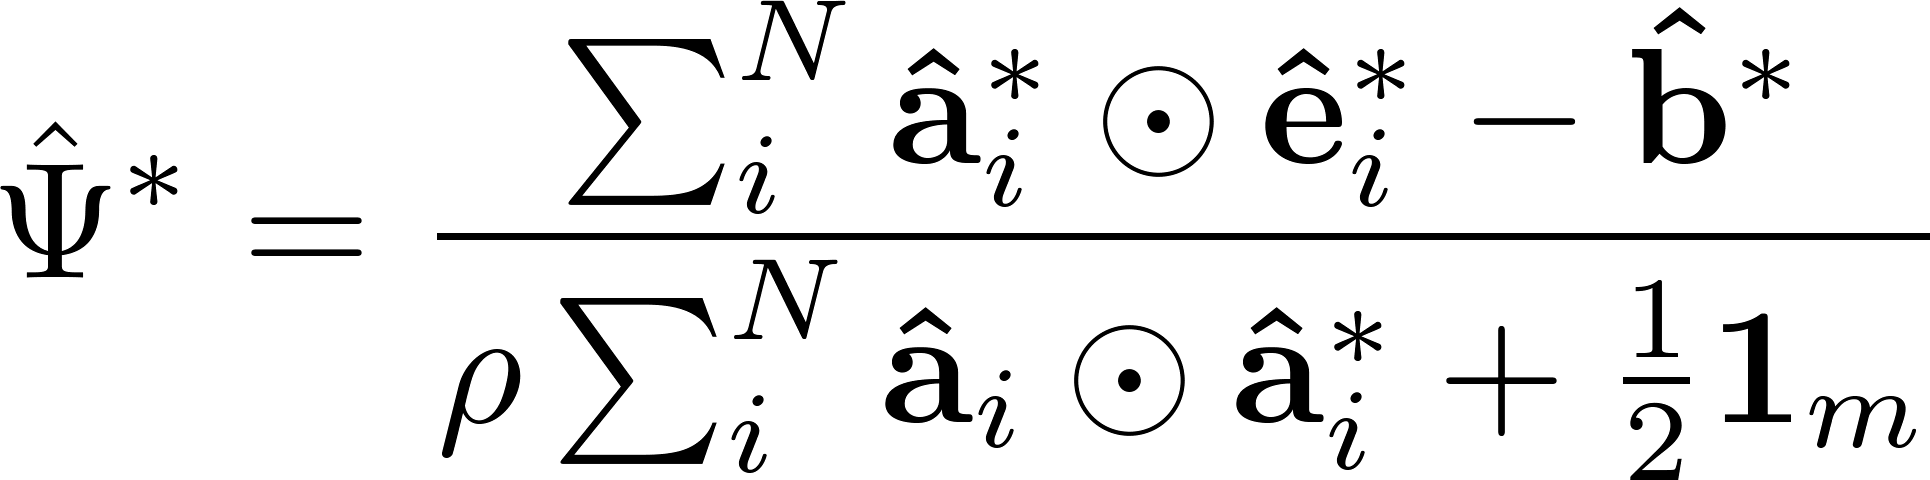 \hat{\Psi}^* = \frac{\sum_i^N \hat{\mathbf{a}}_i^* \odot \hat{\mathbf{e}}_i^* - \hat{\mathbf{b}}^*}{\rho \sum_i^N \hat{\mathbf{a}}_i \odot \hat{\mathbf{a}}_i^* + \frac{1}{2} \mathbf{1}_m}